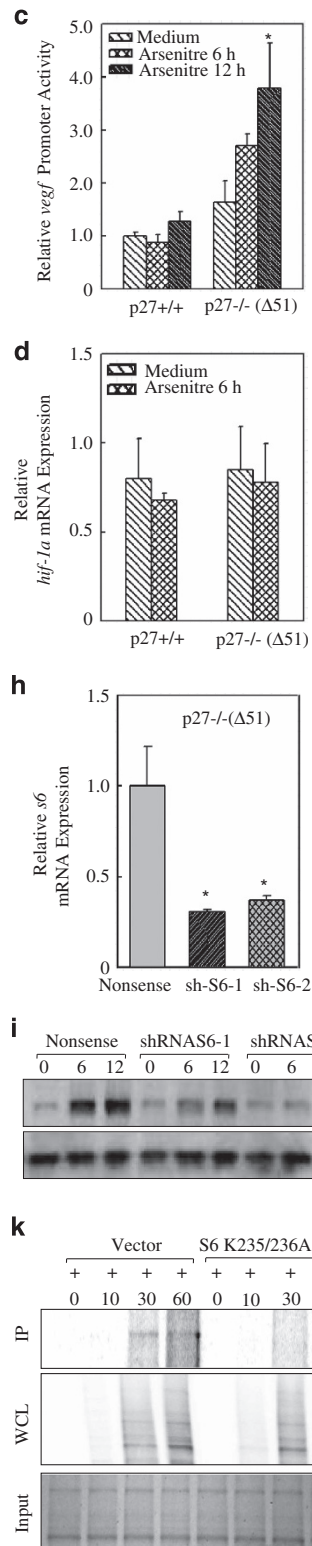 c
Relative vegf Promoter Activity
5.0
4.0
3.0
2.0
1.0
0
Medium
Arsenitre 6 h
Arsenitre 12 h
*
p27+/+ p27-/- (Δ51)
d
Relative
hif-1a mRNA Expression
1.5
1.0
0.5
0
Medium
Arsenitre 6 h
p27+/+ p27-/- (Δ51)
h
Relative s6
mRNA Expression
1.5
1.0
0.5
0
p27-/-(Δ51)
* *
Nonsense sh-S6-1 sh-S6-2
i
Nonsense shRNAS6-1 shRNAS
0 6 12 0 6 12 0 6
k
Vector S6 K235/236A
+ + + + + + +
0 10 30 60 0 10 30
IP
WCL
Input